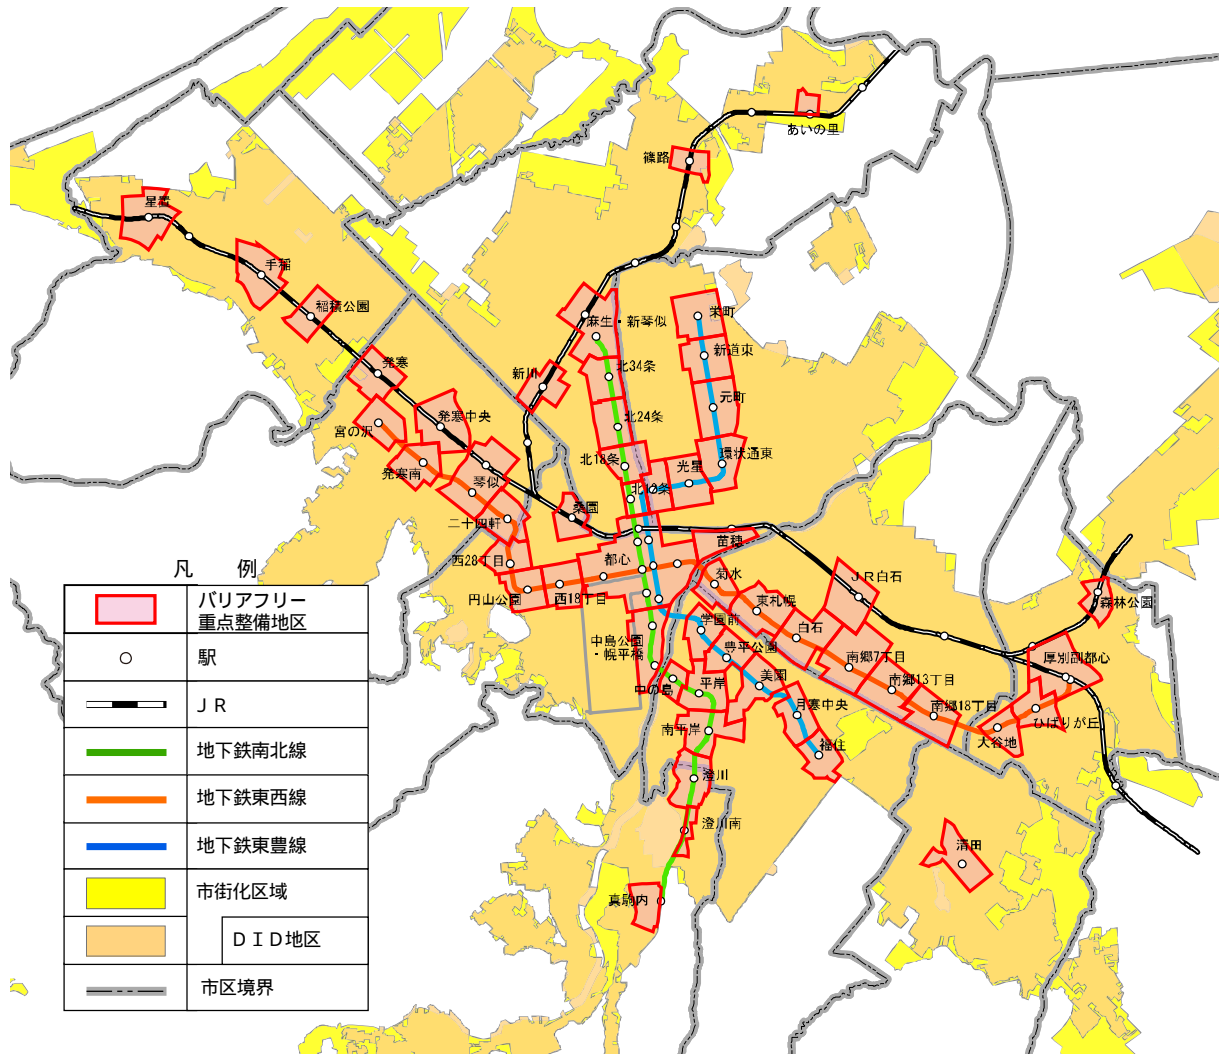 あいの里
篠路
星置
手稲
稲積公園
麻生・新琴似
栄町
新道東
発寒
新川
北34条
元町
発寒中央
北24条
宮の沢
環状通東
北18条
光星
発寒南
琴似
北12条
二十四軒
桑園
苗穂
西28丁目
都心
菊水
ＪＲ白石
円山公園
西18丁目
東札幌
森林公園
学園前
白石
中島公園
・幌平橋
豊平公園
南郷7丁目
厚別副都心
美園
中の島
平岸
南郷13丁目
月寒中央
南郷18丁目
ひばりが丘
南平岸
福住
大谷地
澄川
澄川南
清田
真駒内
凡　例
バリアフリー
重点整備地区
駅
ＪＲ
地下鉄南北線
地下鉄東西線
地下鉄東豊線
市街化区域
ＤＩＤ地区
市区境界